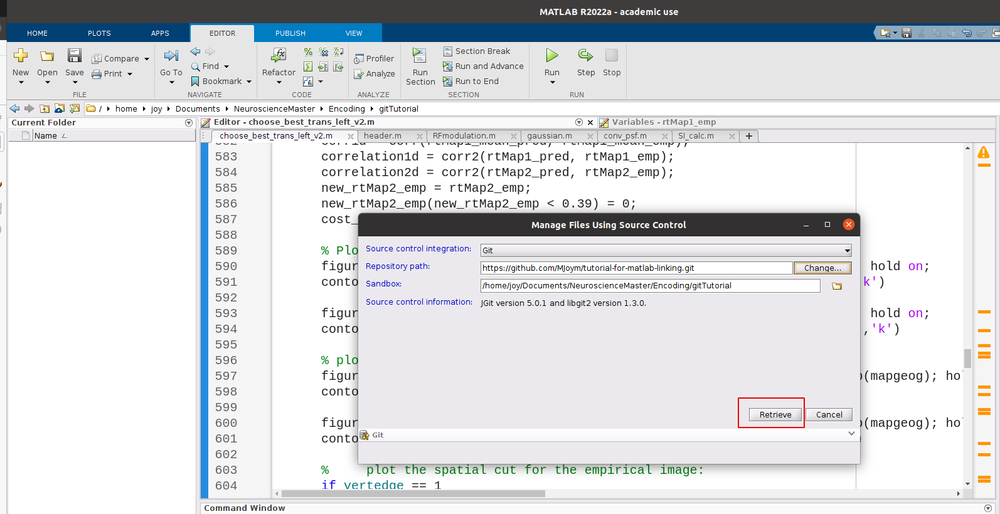 MATLAB R2022a - academic use
HOME PLOTS APPS EDITOR PUBLISH VIEW
New Open Save Compare Print
FILE
Go To Find Bookmark
NAVIGATE
Refactor
CODE
Profiler Analyze
ANALYZE
Run Section Section Break Run and Advance Run to End
SECTION
Run Step Stop
RUN
/ home joy Documents NeuroscienceMaster Encoding gitTutorial
Current Folder
Name
Editor - choose_best_trans_left_v2.m
Variables - rtMap1_emp
choose_best_trans_left_v2.m header.m RFmodulation.m gaussian.m conv_psf.m SI_calc.m +
583 correlation1d = corr2(rtMap1_pred, rtMap1_emp);
584 correlation2d = corr2(rtMap2_pred, rtMap2_emp);
585 new_rtMap2_emp = rtMap2_emp;
586 new_rtMap2_emp(new_rtMap2_emp < 0.39) = 0;
587 cost_
588
589 % Plo
590 figur hold on;
591 conto k')
592
593 figur hold on;
594 conto ,'k')
595
596 % plo
597 figur (mapgeog); hol
598 conto
599
600 figur (mapgeog); hol
601 conto )
602
603 % plot the spatial cut for the empirical image:
604 if vertedge == 1
Manage Files Using Source Control
Source control integration: Git
Repository path: https://github.com/MJoym/tutorial-for-matlab-linking.git Change...
Sandbox: /home/joy/Documents/NeuroscienceMaster/Encoding/gitTutorial
Source control information: JGit version 5.0.1 and libgit2 version 1.3.0.
Retrieve Cancel
Git
Command Window